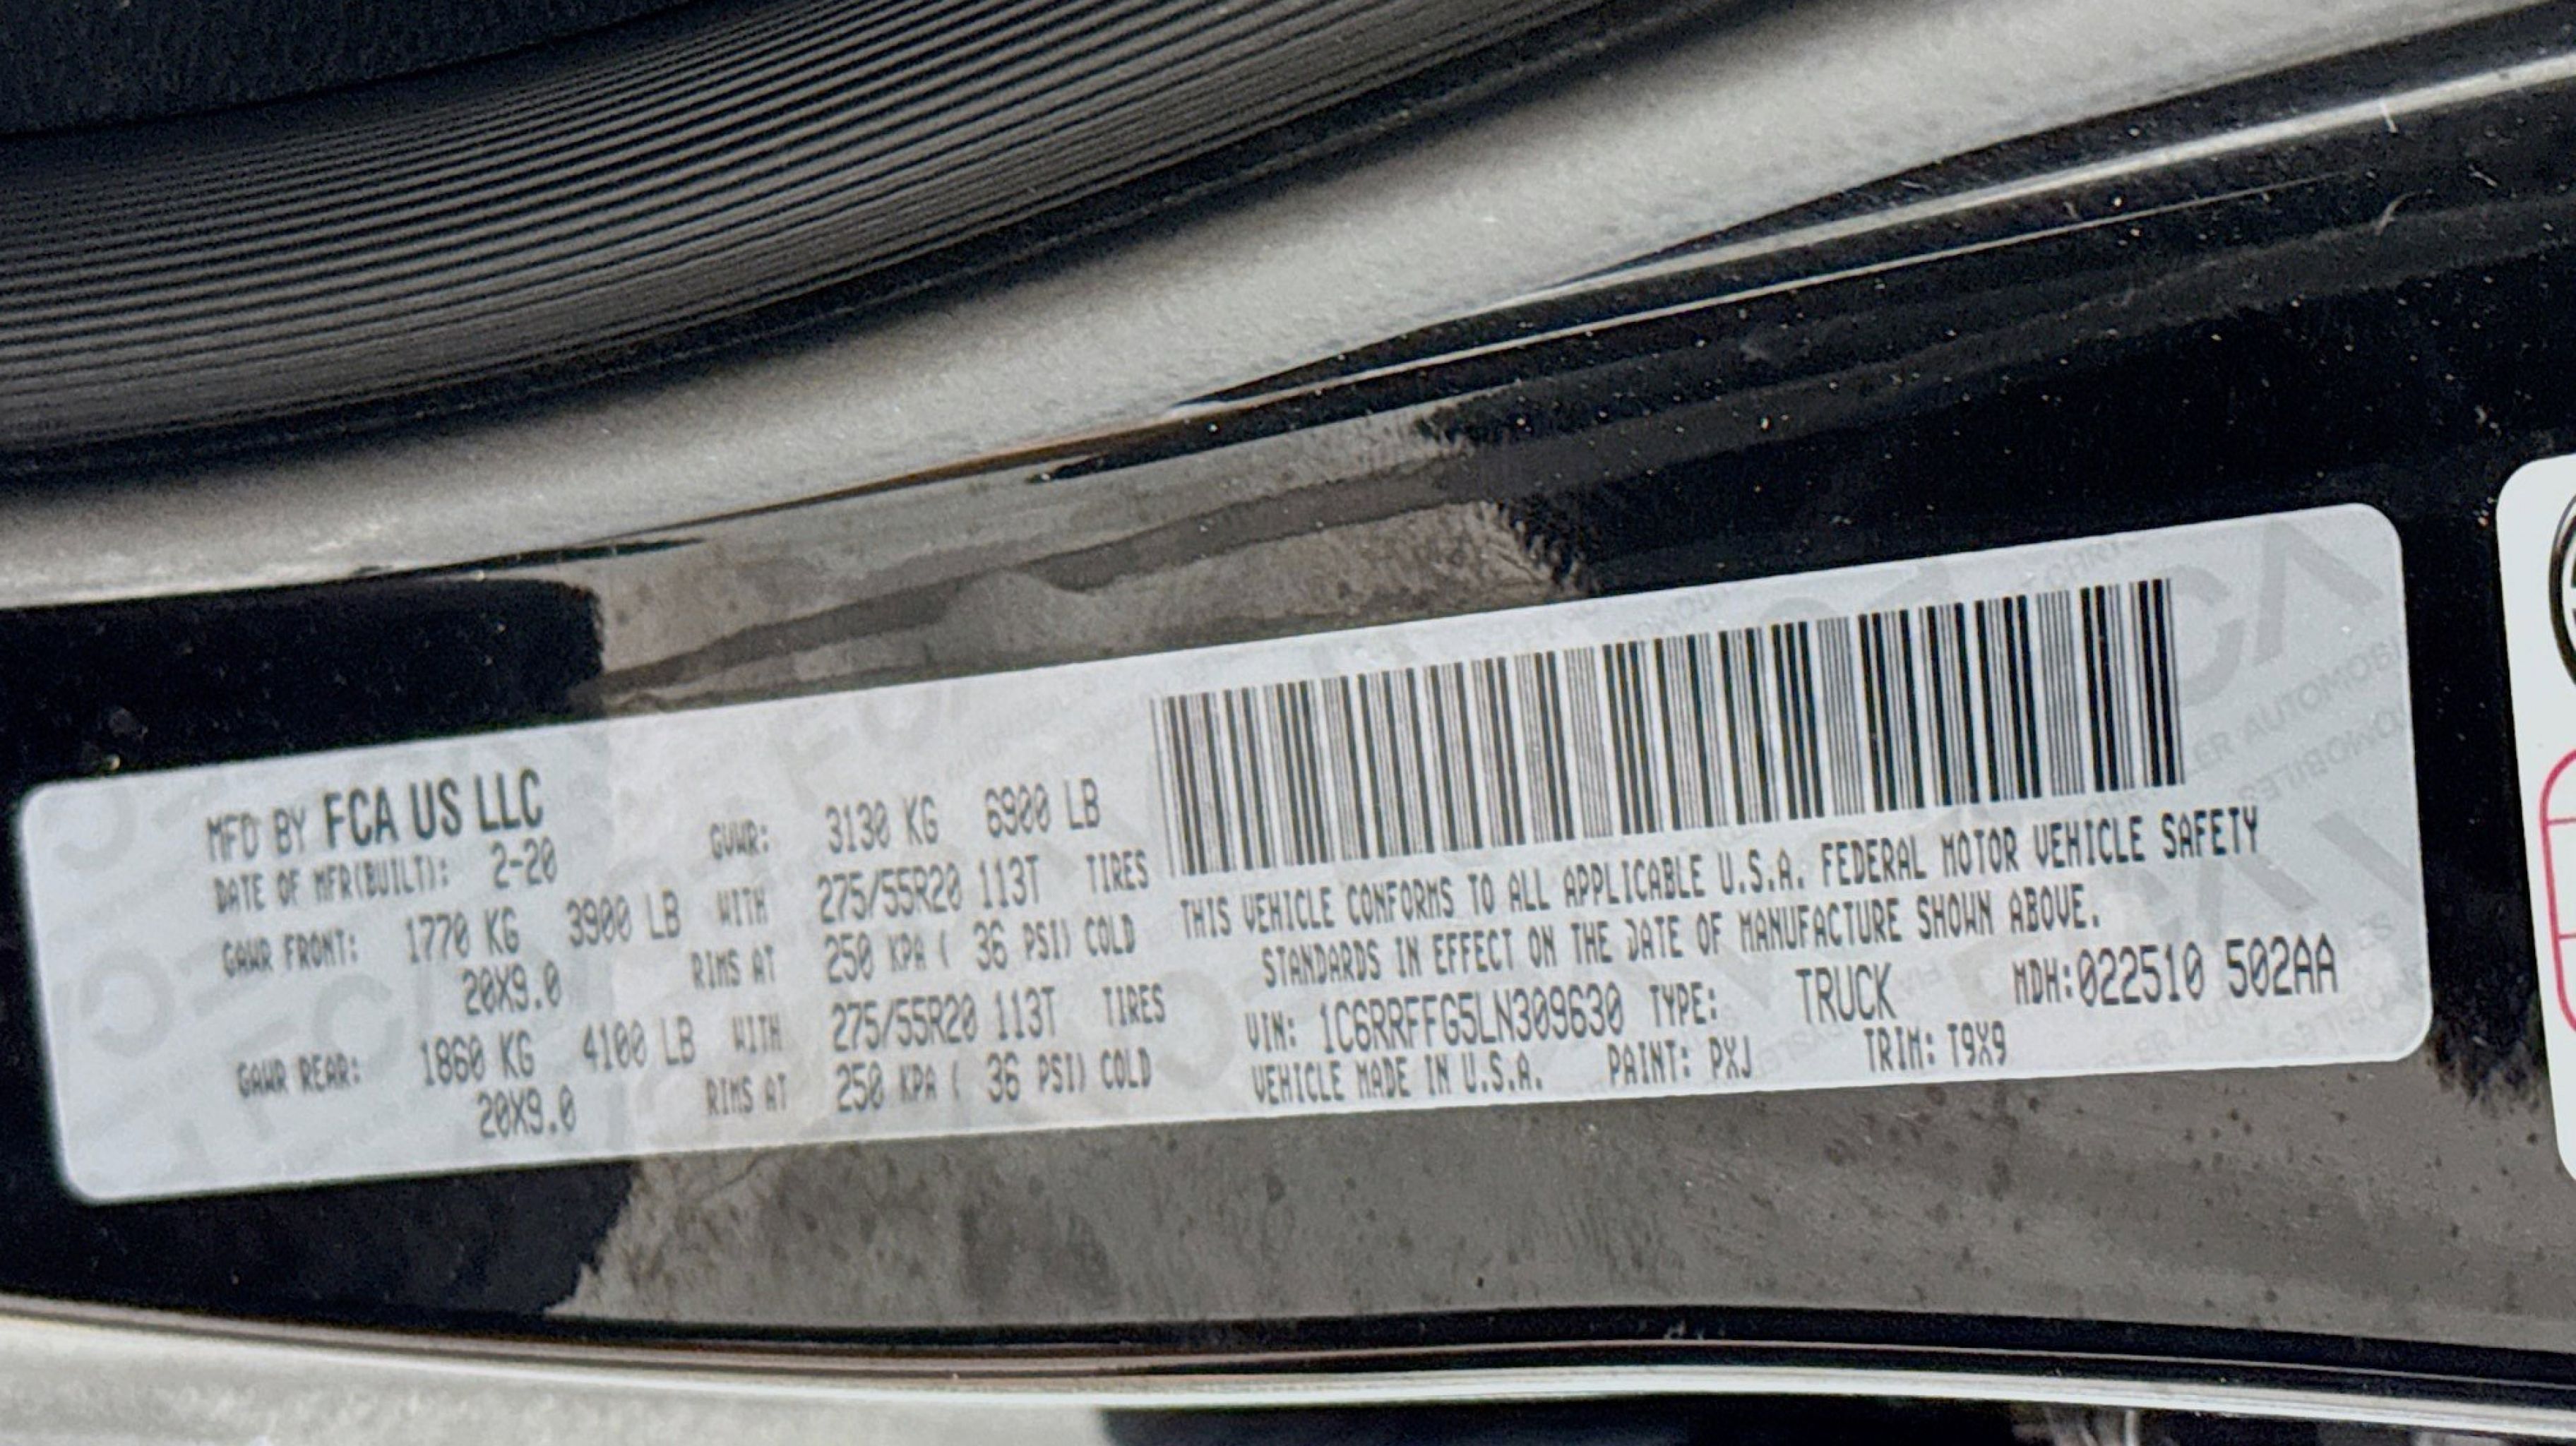 MFD BY FCA US LLC
DATE OF MFR(BUILT): 2-20
GVWR: 3130 KG 6900 LB
GAWR FRONT: 1770 KG 3900 LB WITH 275/55R20 113T TIRES
20X9.0 RIMS AT 250 KPA ( 36 PSI) COLD
GAWR REAR: 1860 KG 4100 LB WITH 275/55R20 113T TIRES
20X9.0 RIMS AT 250 KPA ( 36 PSI) COLD
THIS VEHICLE CONFORMS TO ALL APPLICABLE U.S.A. FEDERAL MOTOR VEHICLE SAFETY
STANDARDS IN EFFECT ON THE DATE OF MANUFACTURE SHOWN ABOVE.
VIN: 1C6RRFFG5LN309630 TYPE: TRUCK MDH:022510 502AA
VEHICLE MADE IN U.S.A. PAINT: PXJ TRIM: T9X9